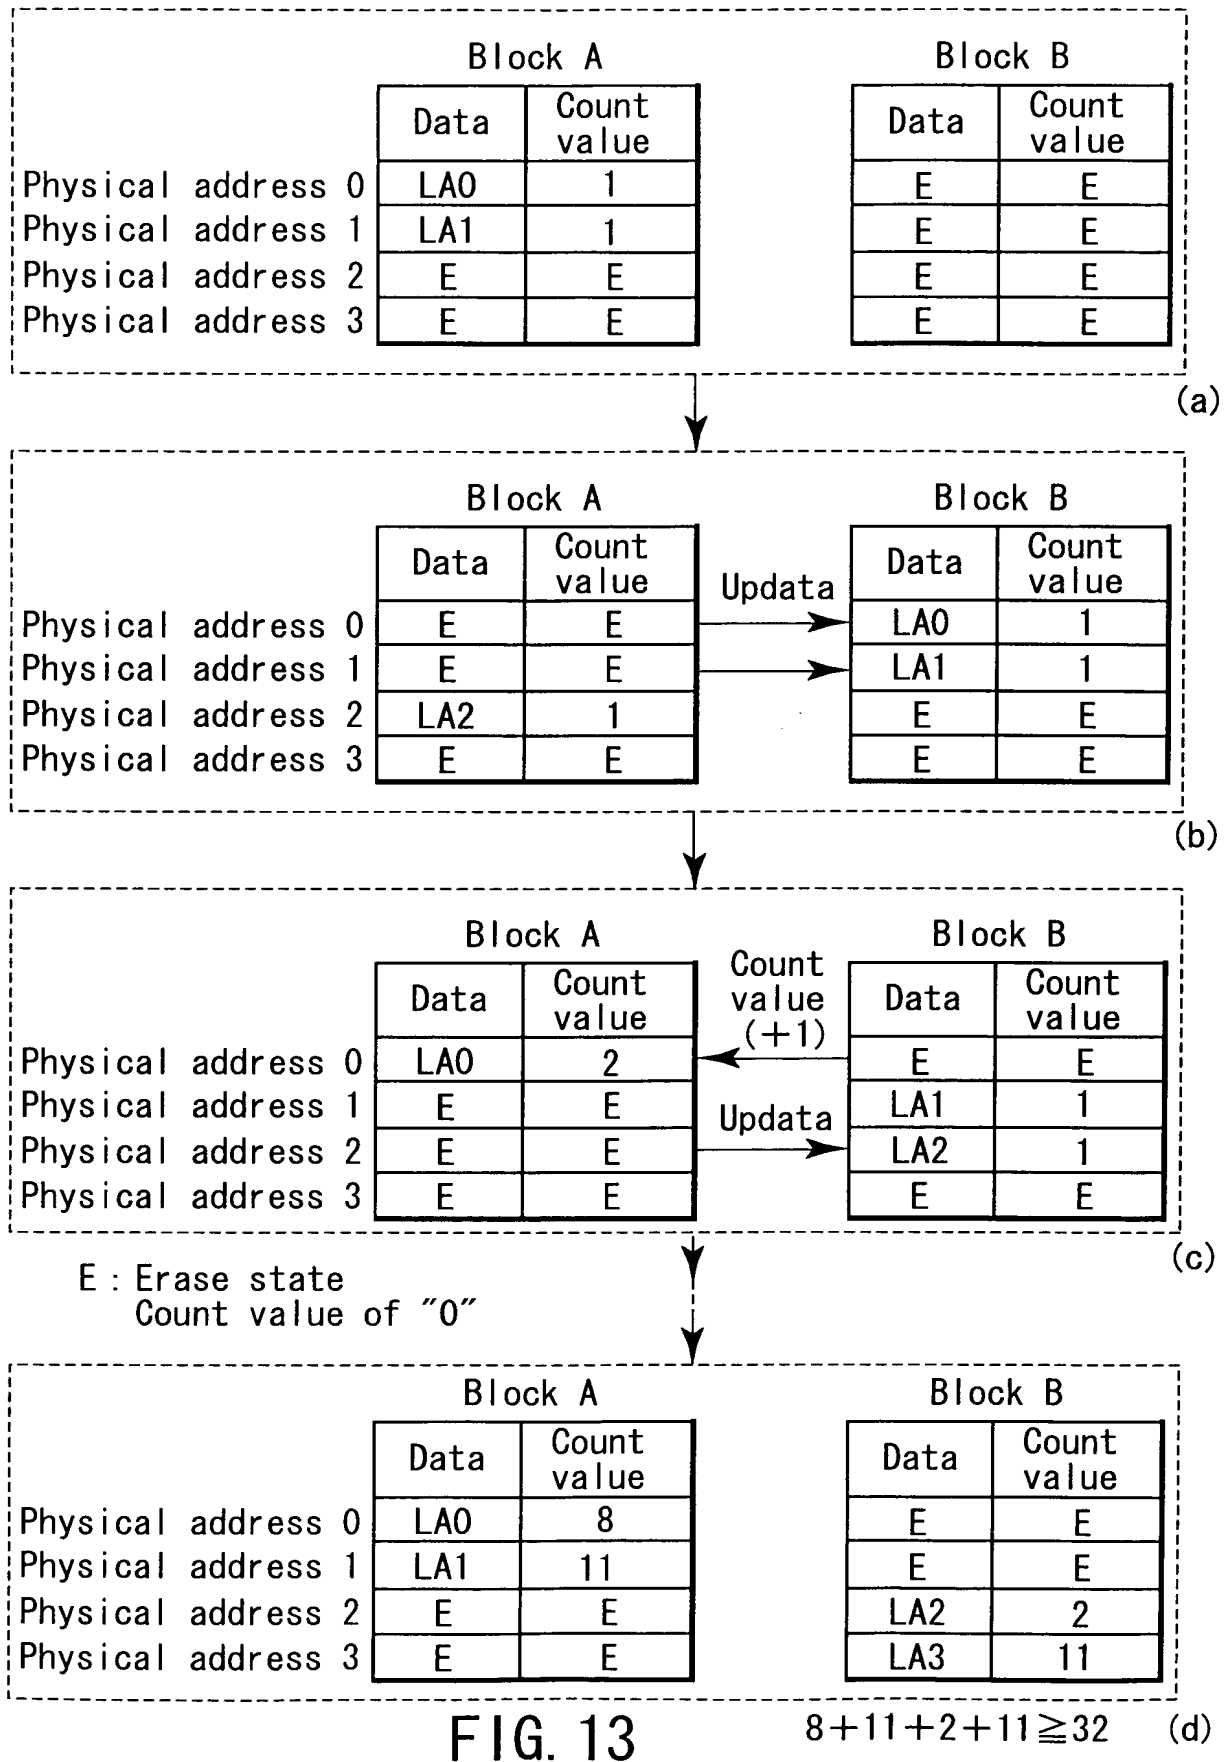 Block A Block B
Data Count value Data Count value
Physical address 0 LA0 1 E E
Physical address 1 LA1 1 E E
Physical address 2 E E E E
Physical address 3 E E E E
(a)
Block A Block B
Data Count value Updata Data Count value
Physical address 0 E E LA0 1
Physical address 1 E E LA1 1
Physical address 2 LA2 1 E E
Physical address 3 E E E E
(b)
Block A Block B
Data Count value Count value (+1) Data Count value
Physical address 0 LA0 2 E E
Physical address 1 E E Updata LA1 1
Physical address 2 E E LA2 1
Physical address 3 E E E E
(c)
E : Erase state
Count value of "0"
Block A Block B
Data Count value Data Count value
Physical address 0 LA0 8 E E
Physical address 1 LA1 11 E E
Physical address 2 E E LA2 2
Physical address 3 E E LA3 11
8+11+2+11≧32 (d)
FIG. 13